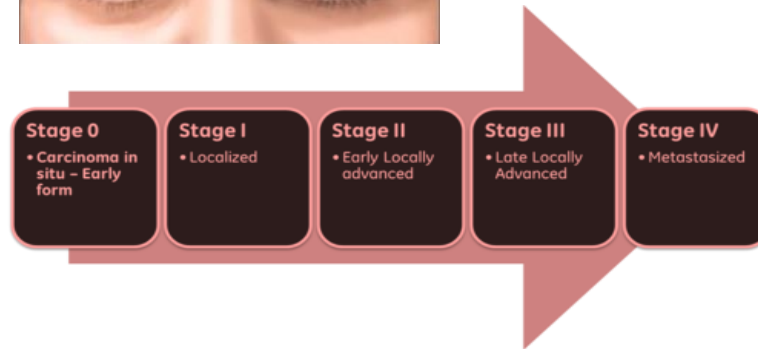 Stage 0
• Carcinoma in
situ – Early
form
Stage I
• Localized
Stage II
• Early Locally
advanced
Stage III
• Late Locally
Advanced
Stage IV
• Metastasized